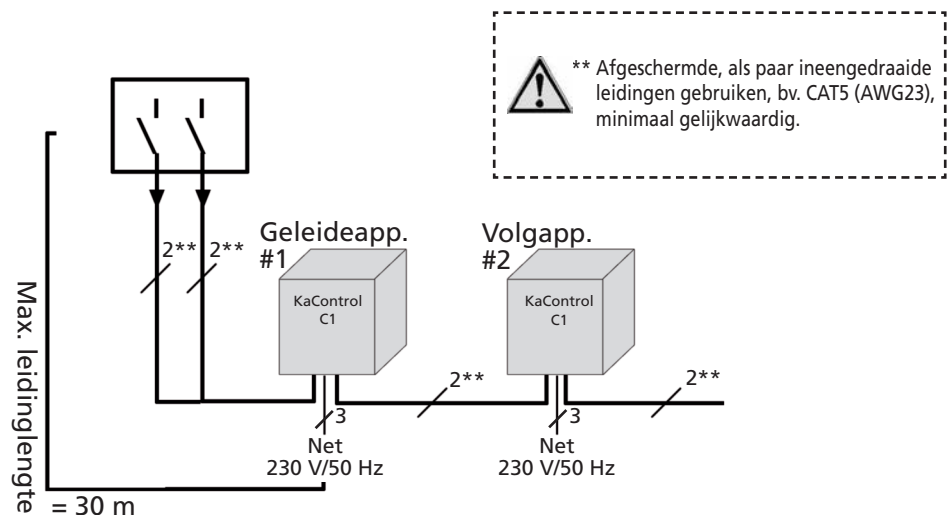 ** Afgeschermde, als paar ineengedraaide
leidingen gebruiken, bv. CAT5 (AWG23),
minimaal gelijkwaardig.
Geleideapp.
#1
Volgapp.
#2
2**
2**
KaControl
C1
KaControl
C1
2**
2**
3
3
Net
230 V/50 Hz
Net
230 V/50 Hz
Max. leidinglengte
= 30 m